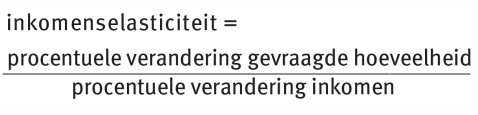 inkomenselasticiteit =
procentuele verandering gevraagde hoeveelheid
procentuele verandering inkomen